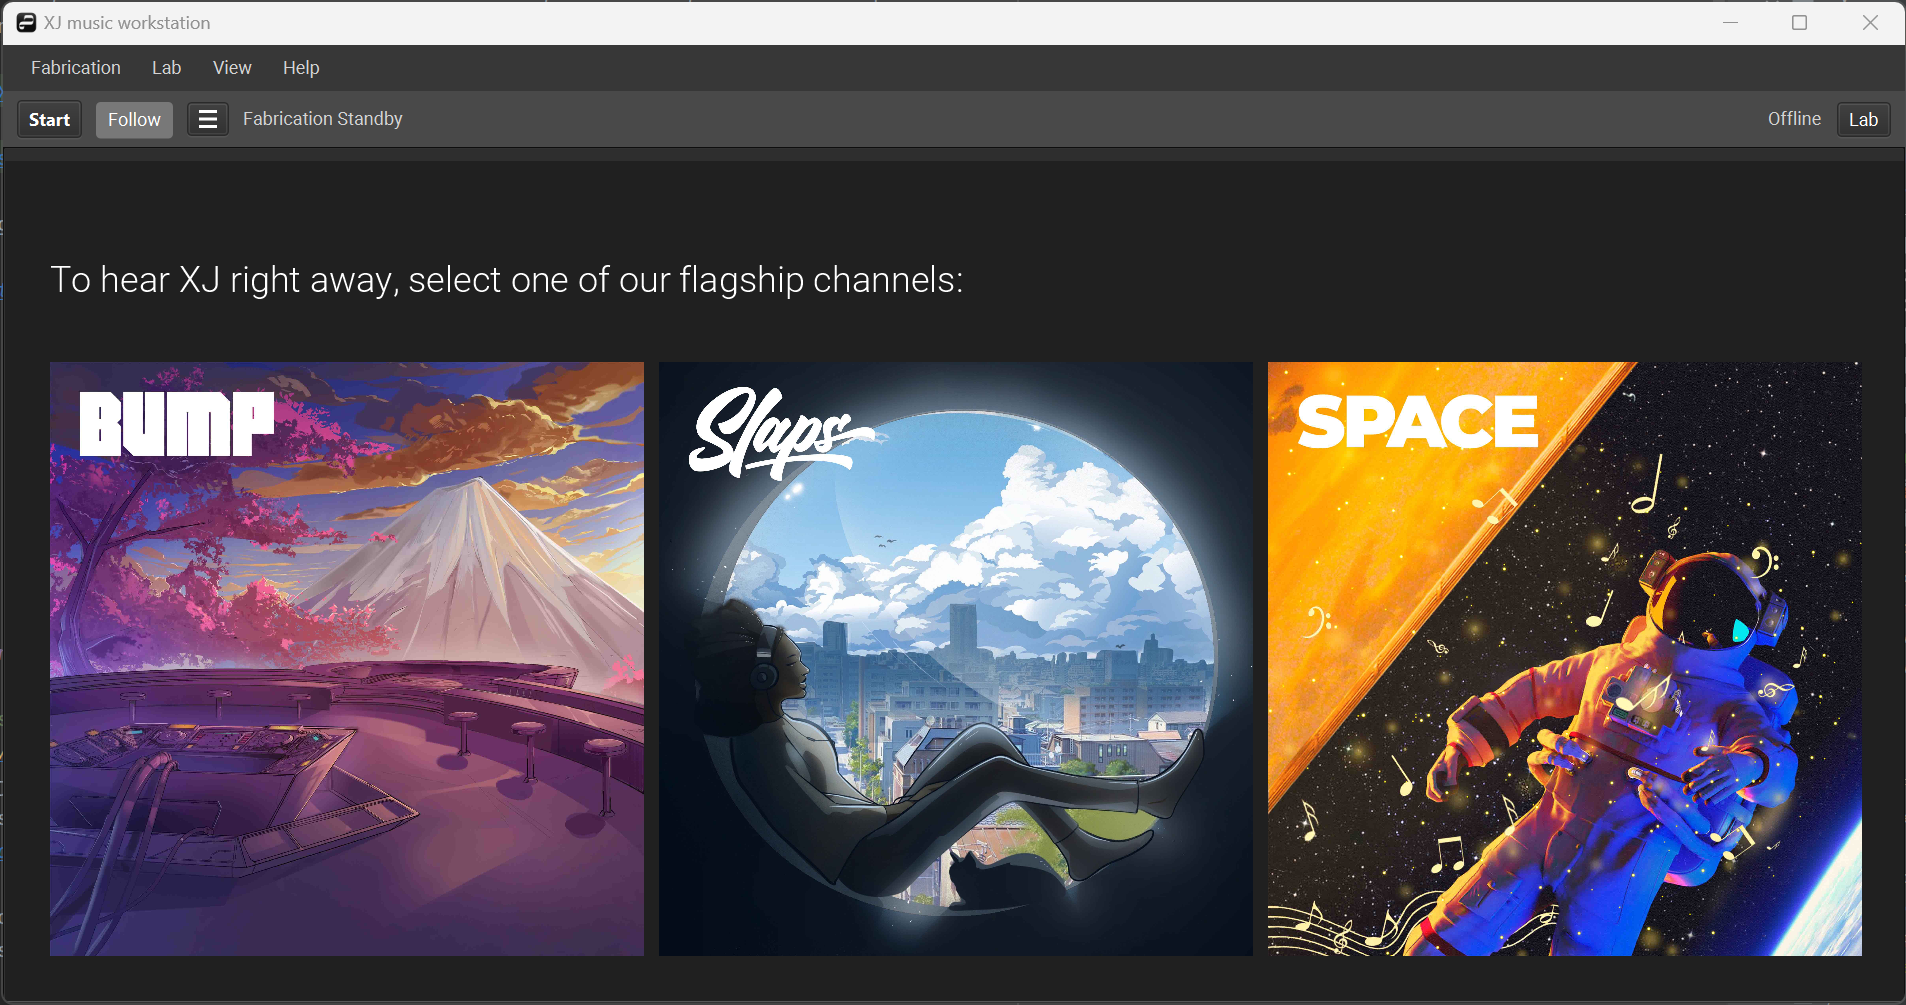 XJ music workstation
Fabrication Lab View Help
Start Follow Fabrication Standby Offline Lab
To hear XJ right away, select one of our flagship channels:
BUMP
Slaps
SPACE